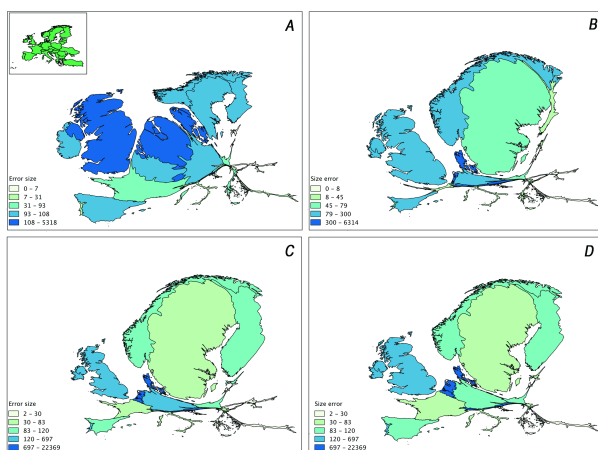 A
Error size
0 - 7
7 - 31
31 - 93
93 - 108
108 - 5318
B
Size error
0 - 8
8 - 45
45 - 79
79 - 300
300 - 6314
C
Error size
2 - 30
30 - 83
83 - 120
120 - 697
697 - 22369
D
Size error
2 - 30
30 - 83
83 - 120
120 - 697
697 - 22369